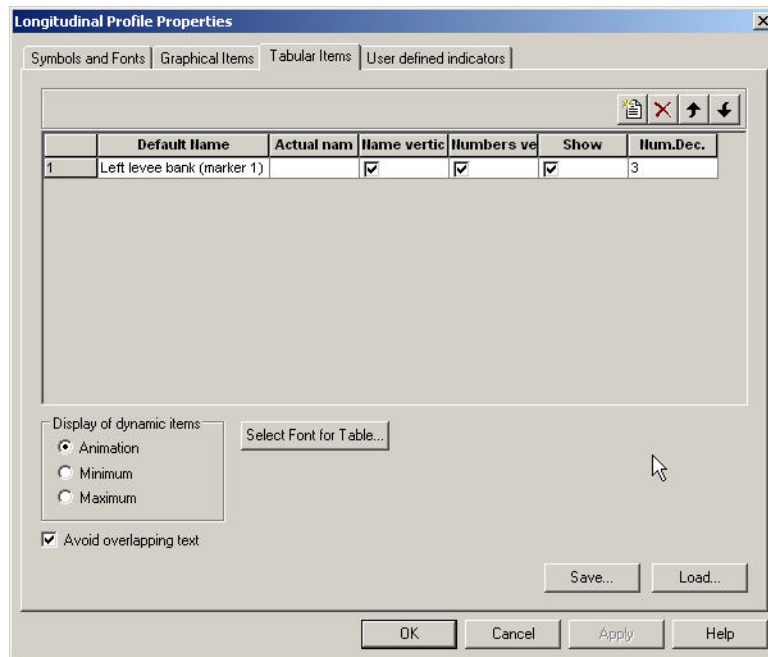 Longitudinal Profile Properties
Symbols and Fonts Graphical Items Tabular Items User defined indicators
Default Name Actual nam Name vertic Numbers ve Show Num.Dec.
1 Left levee bank (marker 1) 3
Display of dynamic items
Select Font for Table...
Animation
Minimum
Maximum
Avoid overlapping text
Save... Load...
OK Cancel Apply Help